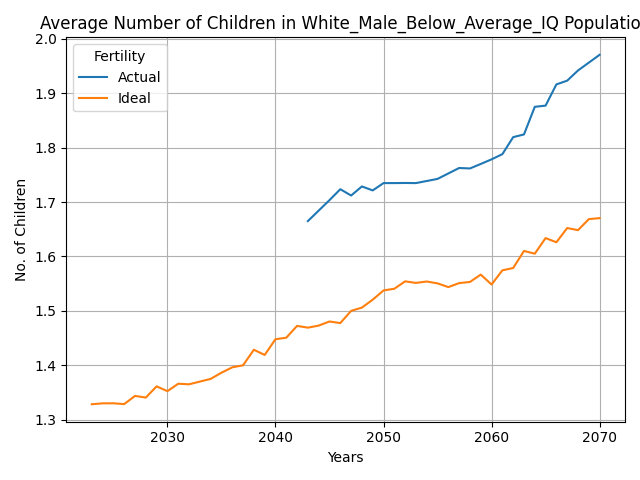 Average Number of Children in White_Male_Below_Average_IQ Populatio
Fertility
Actual
Ideal
No. of Children
2.0
1.9
1.8
1.7
1.6
1.5
1.4
1.3
2030 2040 2050 2060 2070
Years